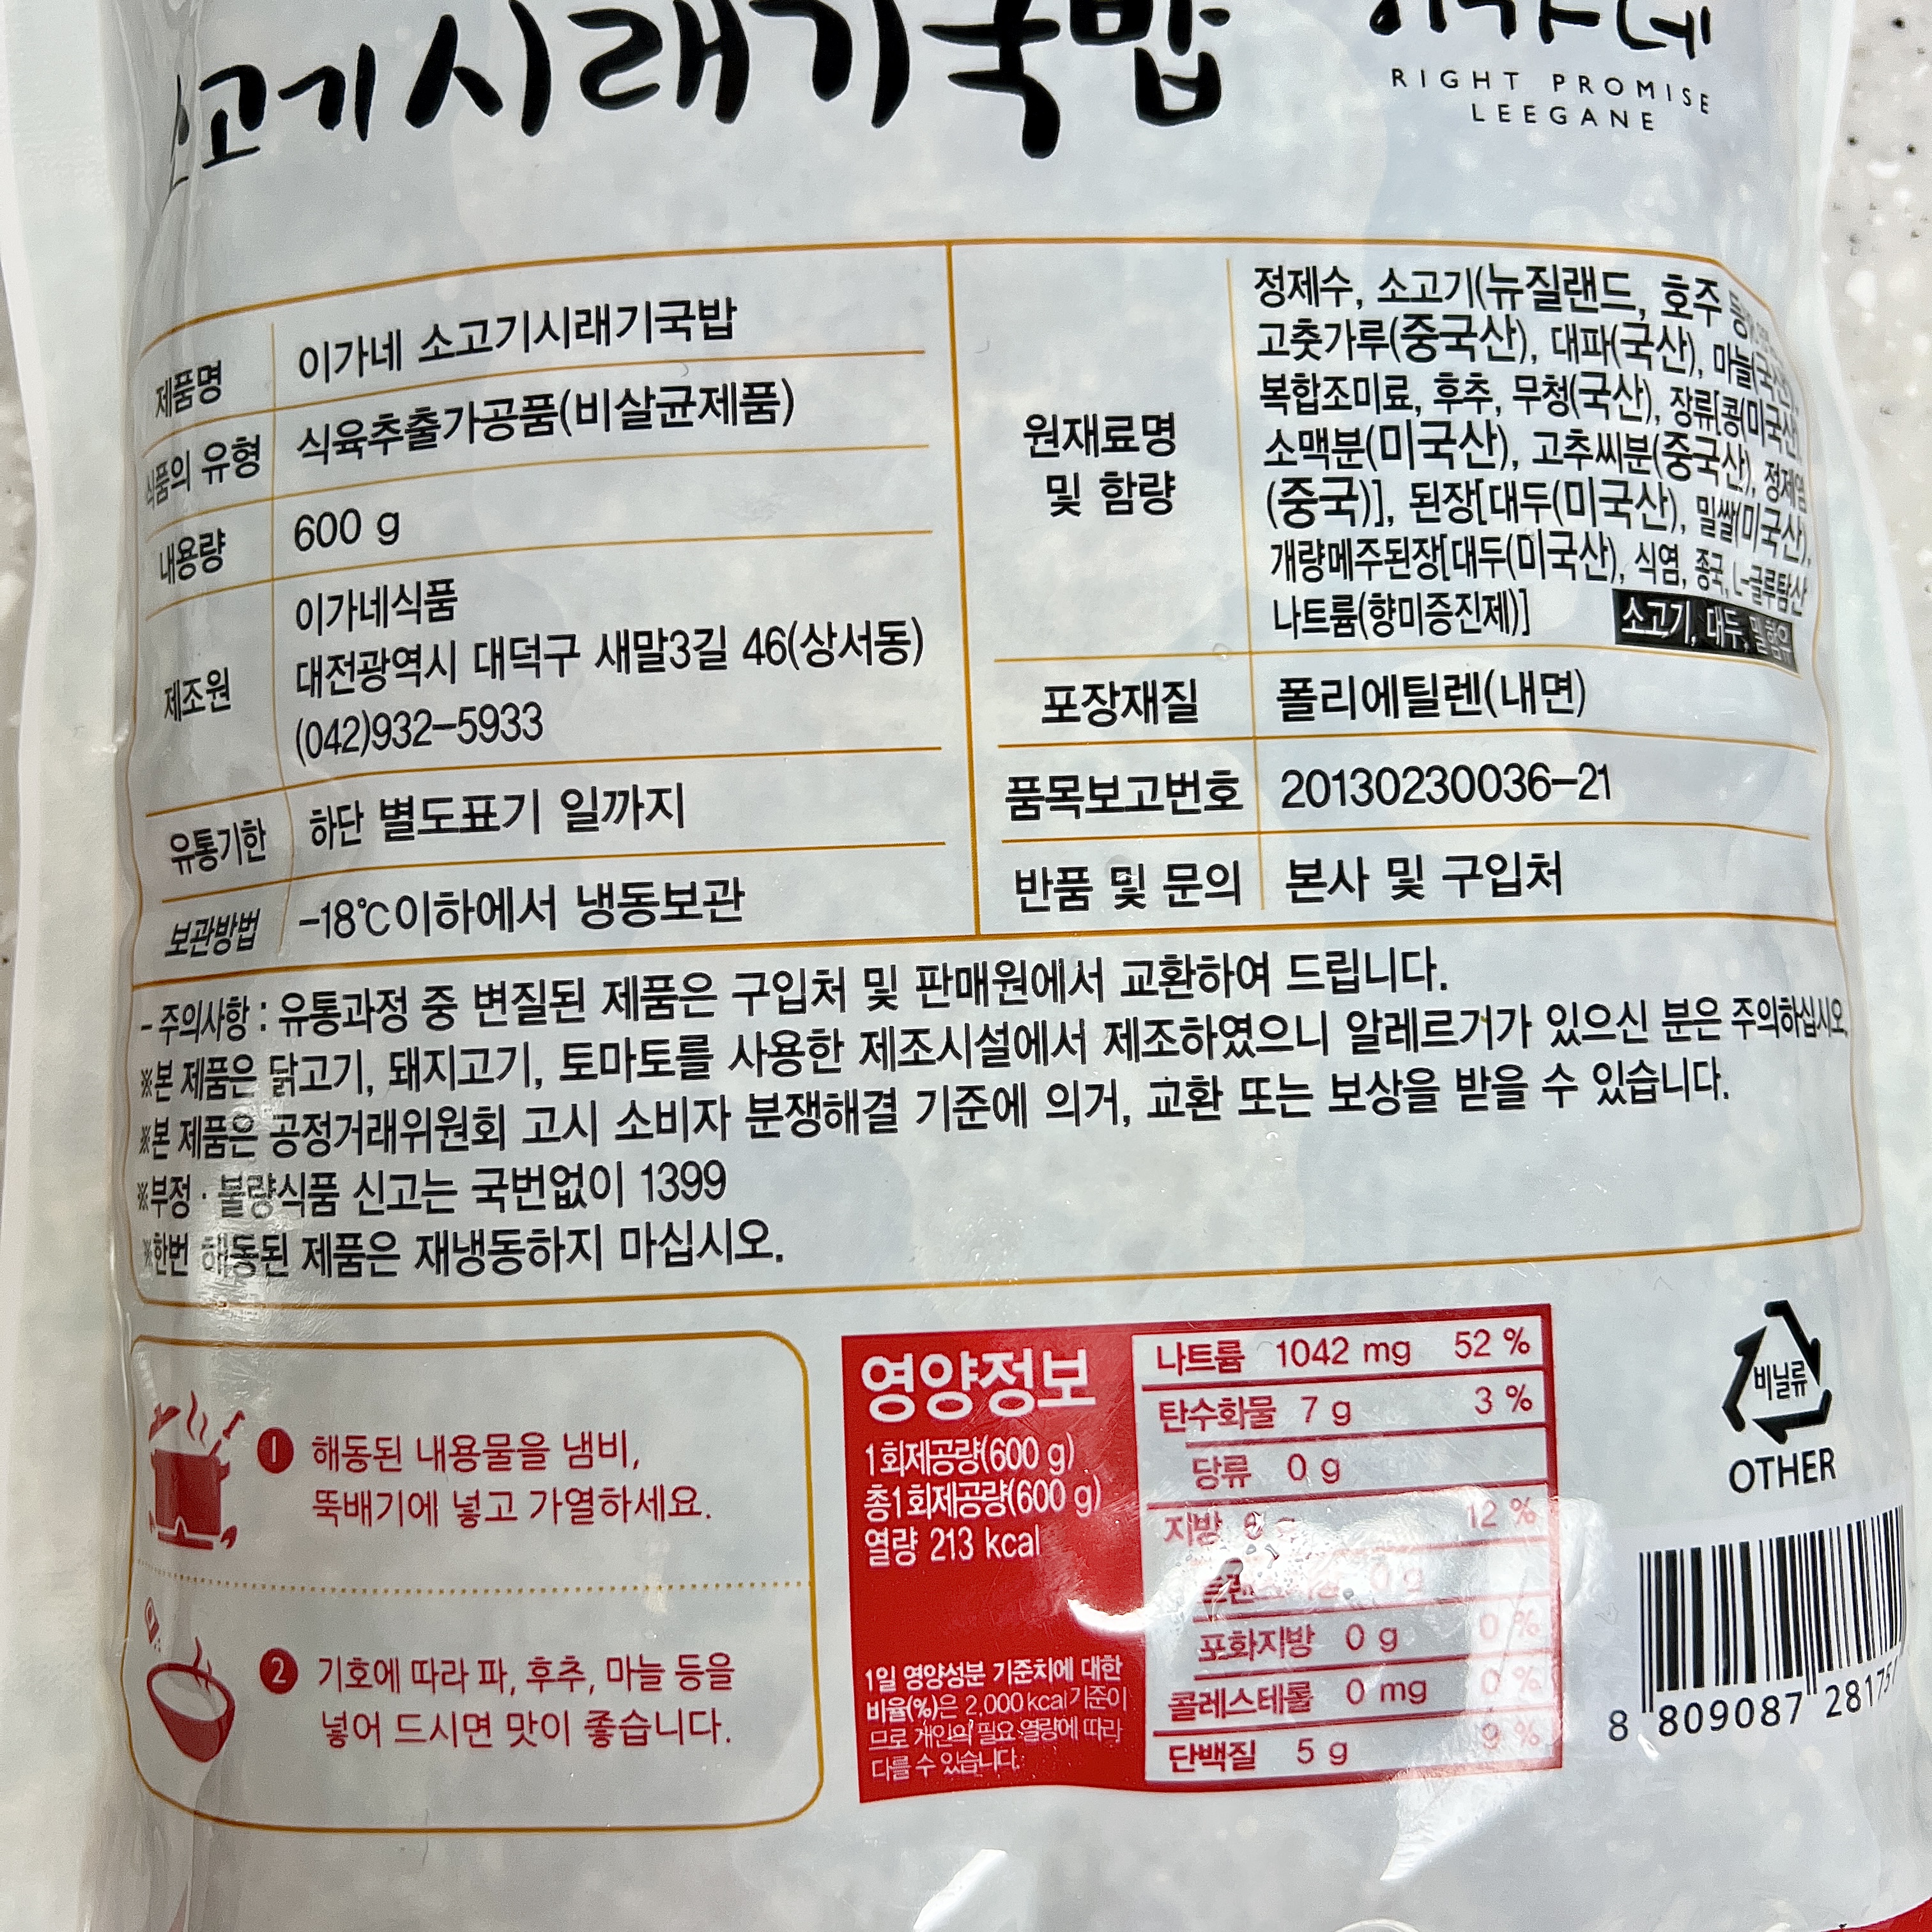 소고기시래기국밥
이가네
RIGHT PROMISE
LEEGANE
제품명 이가네 소고기시래기국밥
식품의 유형 식육추출가공품(비살균제품)
내용량 600 g
제조원 이가네식품
대전광역시 대덕구 새말3길 46(상서동)
(042)932-5933
유통기한 하단 별도표기 일까지
보관방법 -18℃이하에서 냉동보관
원재료명
및 함량
정제수, 소고기(뉴질랜드, 호주
고춧가루(중국산), 대파(국산), 마늘(국산),
복합조미료, 후추, 무청(국산), 장류[콩(미국산),
소맥분(미국산), 고추씨분(중국산), 정제염
(중국)], 된장[대두(미국산), 밀쌀(미국산),
개량메주된장[대두(미국산), 식염, 종국, L-글루탐산
나트륨(향미증진제)]
소고기, 대두, 밀 함유
포장재질 폴리에틸렌(내면)
품목보고번호 20130230036-21
반품 및 문의 본사 및 구입처
- 주의사항 : 유통과정 중 변질된 제품은 구입처 및 판매원에서 교환하여 드립니다.
※본 제품은 닭고기, 돼지고기, 토마토를 사용한 제조시설에서 제조하였으니 알레르기가 있으신 분은 주의하십시오.
※본 제품은 공정거래위원회 고시 소비자 분쟁해결 기준에 의거, 교환 또는 보상을 받을 수 있습니다.
※부정 · 불량식품 신고는 국번없이 1399
※한번 해동된 제품은 재냉동하지 마십시오.
1 해동된 내용물을 냄비,
뚝배기에 넣고 가열하세요.
2 기호에 따라 파, 후추, 마늘 등을
넣어 드시면 맛이 좋습니다.
영양정보
1회제공량(600 g)
총1회제공량(600 g)
열량 213 kcal
1일 영양성분 기준치에 대한
비율(%)은 2,000 kcal기준이
므로 개인의 필요 열량에 따라
다를 수 있습니다.
나트륨 1042 mg 52 %
탄수화물 7 g 3 %
당류 0 g
지방 12 %
0 g
포화지방 0 g 0 %
콜레스테롤 0 mg 0 %
단백질 5 g 9 %
비닐류
OTHER
8 809087 28175